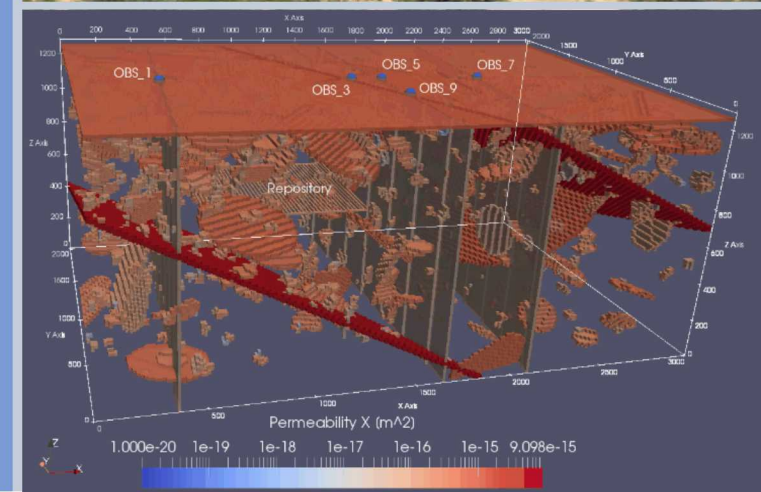 X Axis
0 200 400 600 800 1000 1200 1400 1600 1800 2000 2200 2400 2600 2800 3000
2000 1500 1000 500 0
Y Axis
1200
1000
800
Z Axis
600
400
200
0
OBS_1
OBS_3
OBS_5
OBS_9
OBS_7
Repository
1200
1000
800
Z Axis
600
400
200
0
2000
1500
1000
Y Axis
500
0
0 500 1000 1500 2000 2500 3000
X Axis
Permeability X [m^2]
1.000e-20 1e-19 1e-18 1e-17 1e-16 1e-15 9.098e-15
Z
Y
X